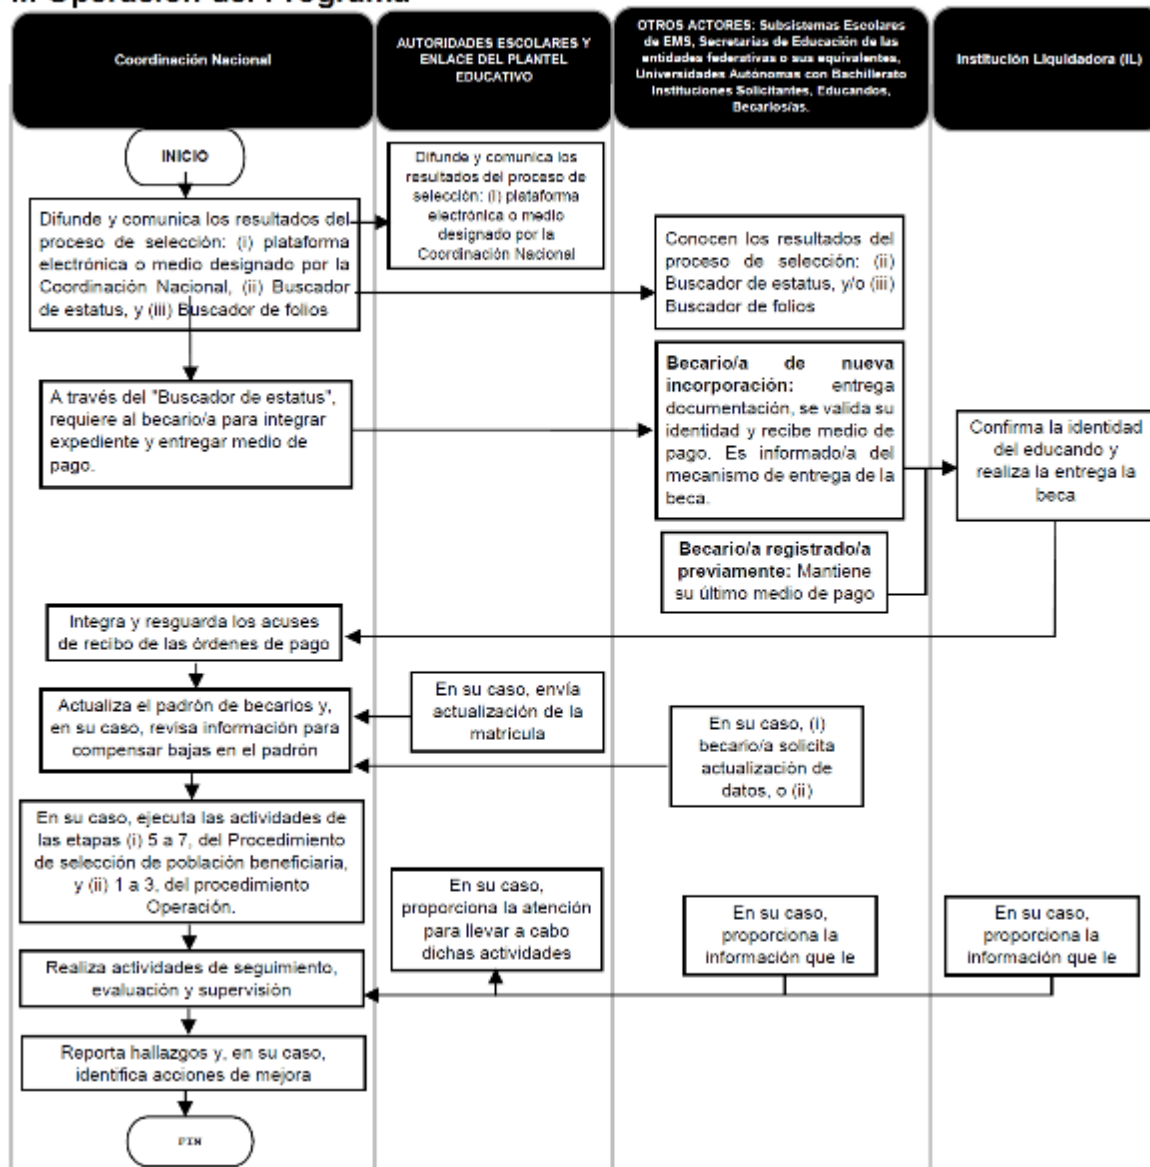 Operación del Programa
Coordinación Nacional
AUTORIDADES ESCOLARES Y
ENLACE DEL PLANTEL
EDUCATIVO
OTROS ACTORES: Subsistemas Escolares
de EMS, Secretarias de Educación de las
entidades federativas o sus equivalentes,
Universidades Autónomas con Bachillerato
Instituciones Solicitantes, Educandos,
Becarios/as.
Institución Liquidadora (IL)
INICIO
Difunde y comunica los resultados del
proceso de selección: (i) plataforma
electrónica o medio designado por la
Coordinación Nacional, (ii) Buscador
de estatus, y (iii) Buscador de folios
Difunde y comunica los
resultados del proceso de
selección: (i) plataforma
electrónica o medio
designado por la
Coordinación Nacional
Conocen los resultados del
proceso de selección: (ii)
Buscador de estatus, y/o (iii)
Buscador de folios
A través del "Buscador de estatus",
requiere al becario/a para integrar
expediente y entregar medio de
pago.
Becario/a de nueva
incorporación: entrega
documentación, se valida su
identidad y recibe medio de
pago. Es informado/a del
mecanismo de entrega de la
beca.
Confirma la identidad
del educando y
realiza la entrega la
beca
Becario/a registrado/a
previamente: Mantiene
su último medio de pago
Integra y resguarda los acuses
de recibo de las órdenes de pago
Actualiza el padrón de becarios y,
en su caso, revisa información para
compensar bajas en el padrón
En su caso, envía
actualización de la
matrícula
En su caso, (i)
becario/a solicita
actualización de
datos, o (ii)
En su caso, ejecuta las actividades de
las etapas (i) 5 a 7, del Procedimiento
de selección de población beneficiaria,
y (ii) 1 a 3, del procedimiento
Operación.
En su caso,
proporciona la atención
para llevar a cabo
dichas actividades
En su caso,
proporciona la
información que le
En su caso,
proporciona la
información que le
Realiza actividades de seguimiento,
evaluación y supervisión
Reporta hallazgos y, en su caso,
identifica acciones de mejora
FIN